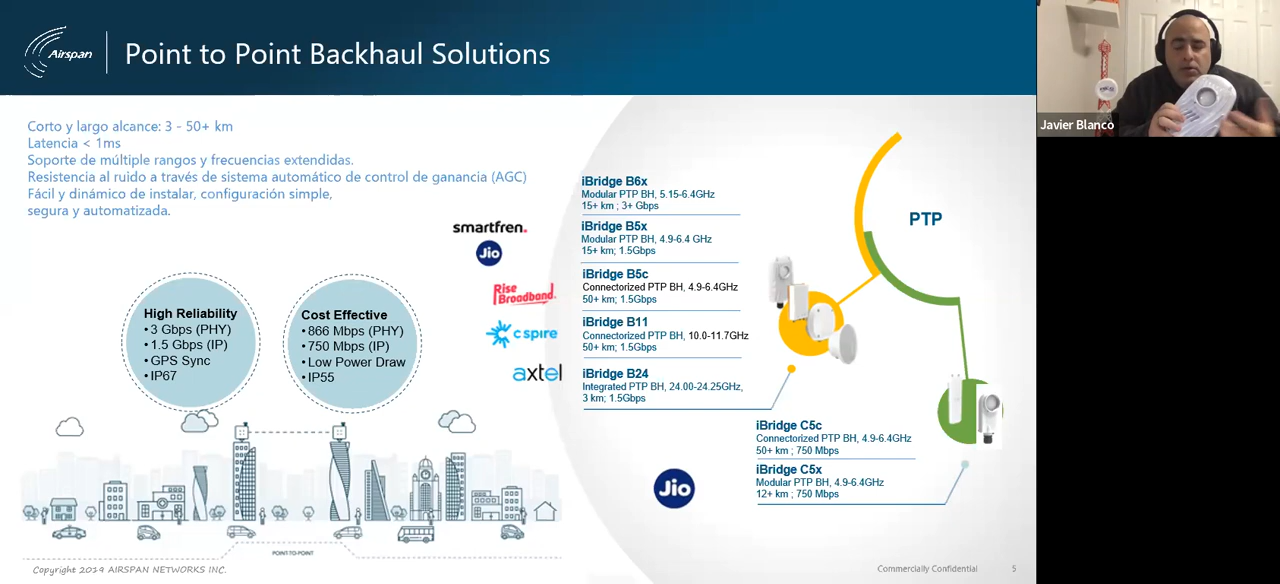 Airspan
Point to Point Backhaul Solutions
Corto y largo alcance: 3 - 50+ km
Latencia < 1ms
Soporte de múltiple rangos y frecuencias extendidas.
Resistencia al ruido a través de sistema automático de control de ganancia (AGC)
Fácil y dinámico de instalar, configuración simple,
segura y automatizada.
smartfren.
Jio
Rise
Broadband.
c spire
axtel
High Reliability
• 3 Gbps (PHY)
• 1.5 Gbps (IP)
• GPS Sync
• IP67
Cost Effective
• 866 Mbps (PHY)
• 750 Mbps (IP)
• Low Power Draw
• IP55
POINT-TO-POINT
iBridge B6x
Modular PTP BH, 5.15-6.4GHz
15+ km ; 3+ Gbps
iBridge B5x
Modular PTP BH, 4.9-6.4 GHz
15+ km; 1.5Gbps
iBridge B5c
Connectorized PTP BH, 4.9-6.4GHz
50+ km; 1.5Gbps
iBridge B11
Connectorized PTP BH, 10.0-11.7GHz
50+ km; 1.5Gbps
iBridge B24
Integrated PTP BH, 24.00-24.25GHz,
3 km; 1.5Gbps
PTP
iBridge C5c
Connectorized PTP BH, 4.9-6.4GHz
50+ km ; 750 Mbps
iBridge C5x
Modular PTP BH, 4.9-6.4GHz
12+ km ; 750 Mbps
Jio
Copyright 2019 AIRSPAN NETWORKS INC.
Commercially Confidential
5
Javier Blanco